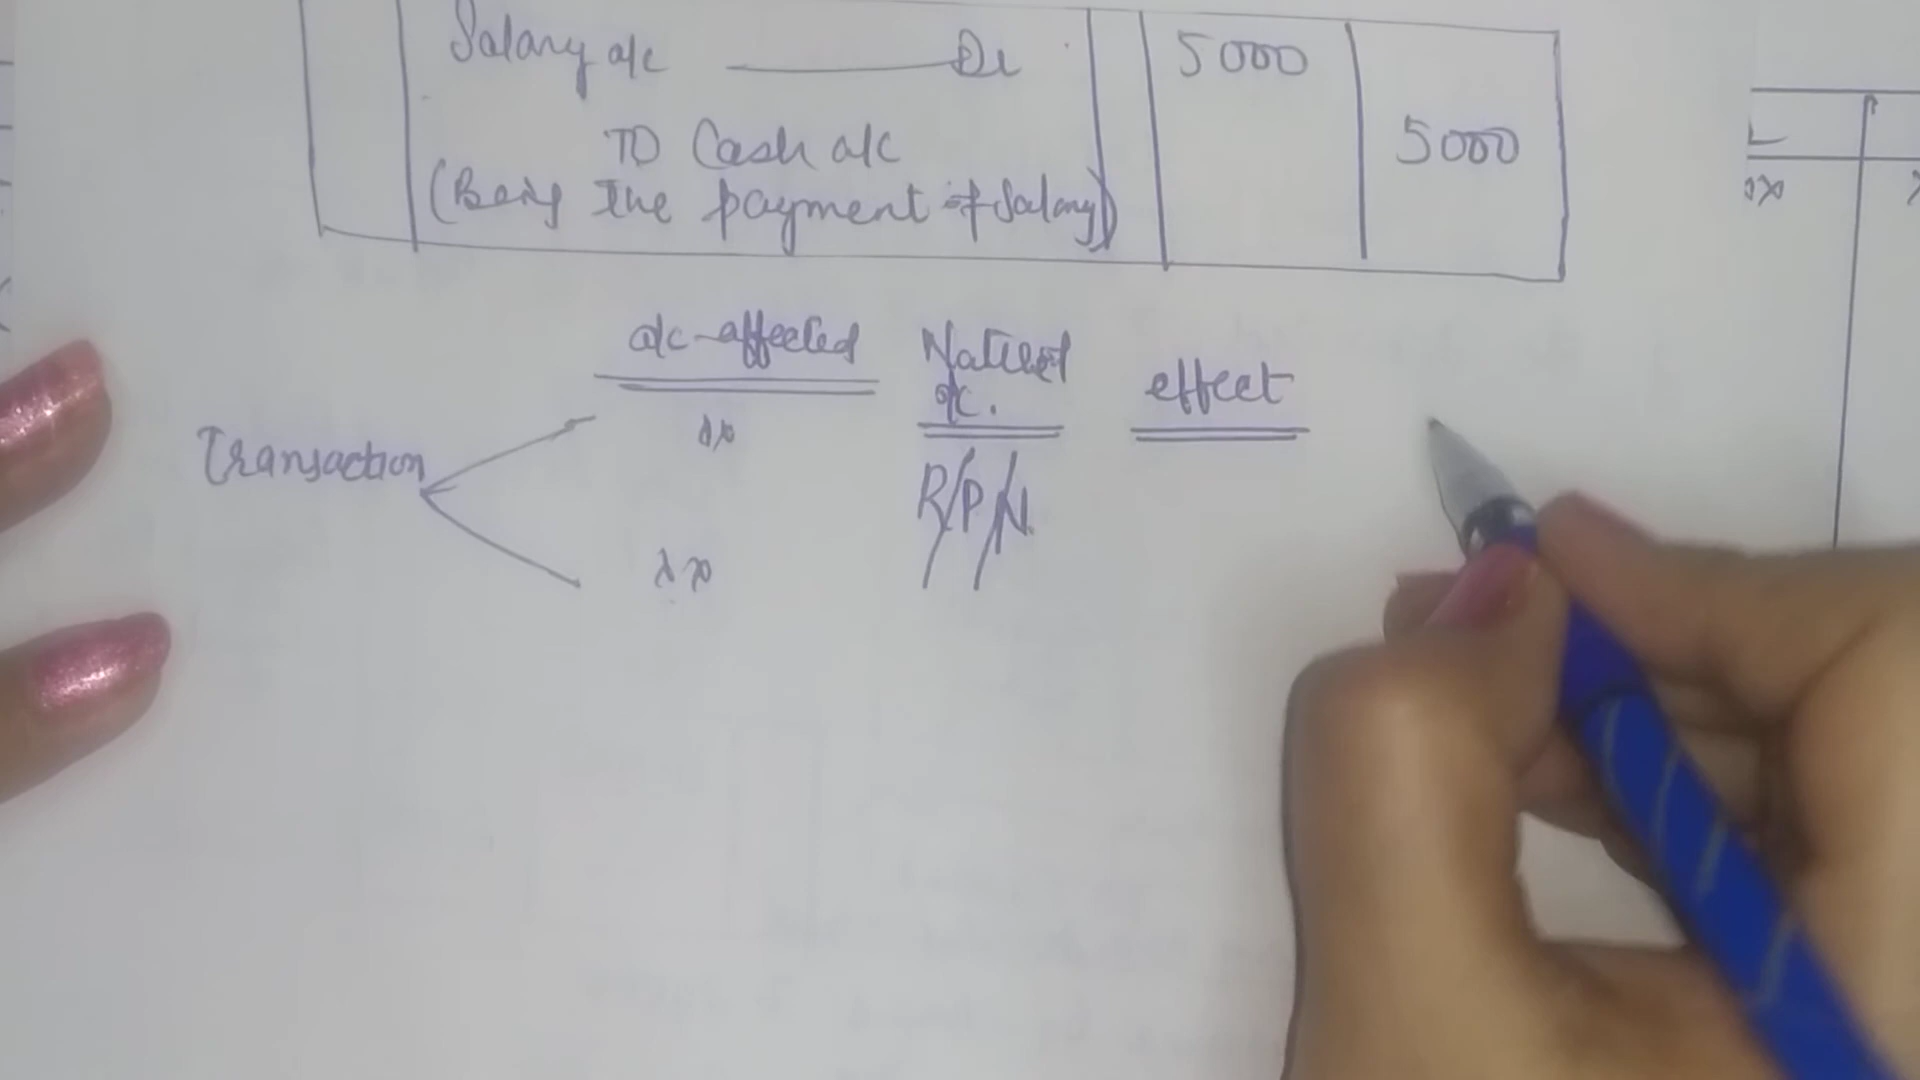 Salary a/c ——— Dr 5000
TO Cash a/c 5000
(Being the payment of Salary)
a/c affected Nature of effect
a/c.
Transaction
R/P/N